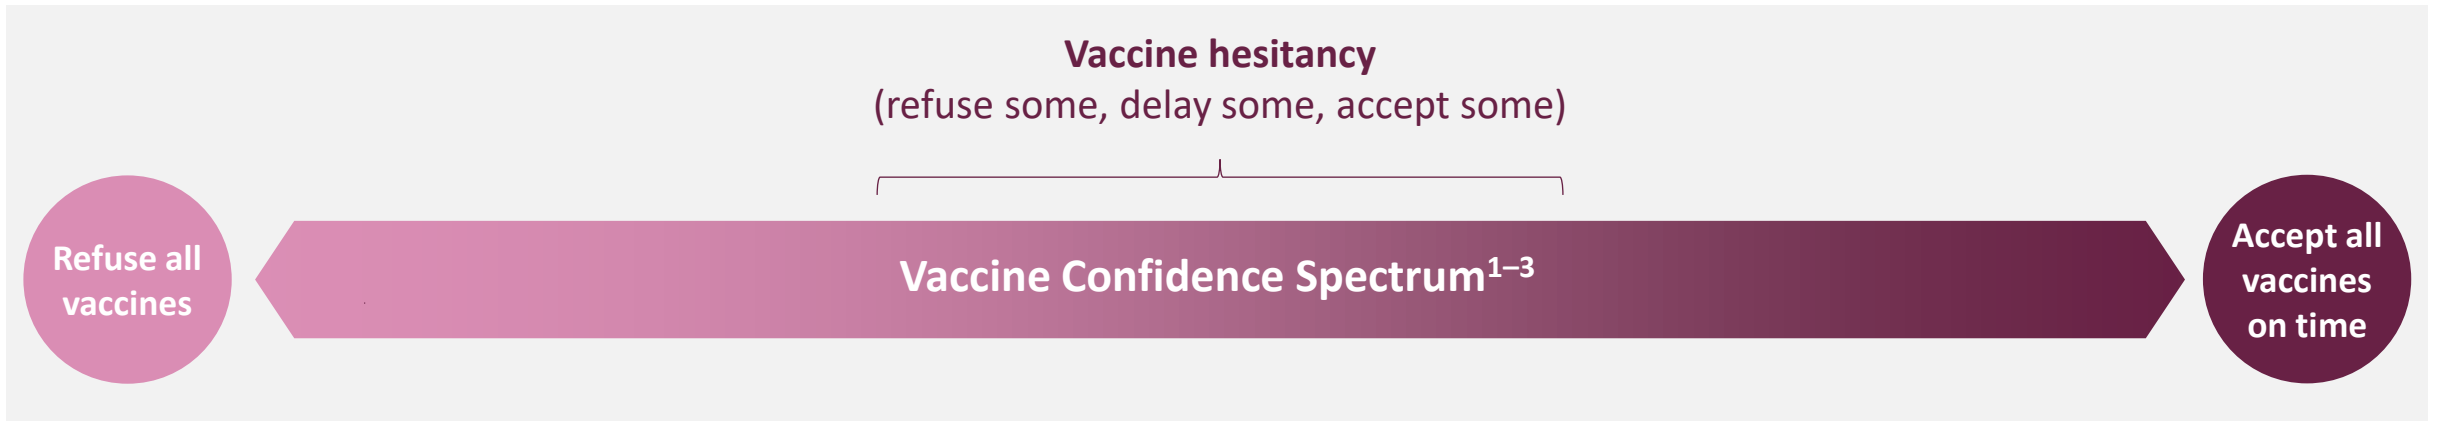 Vaccine hesitancy
(refuse some, delay some, accept some)
Refuse all
vaccines
Vaccine Confidence Spectrum¹⁻³
Accept all
vaccines
on time